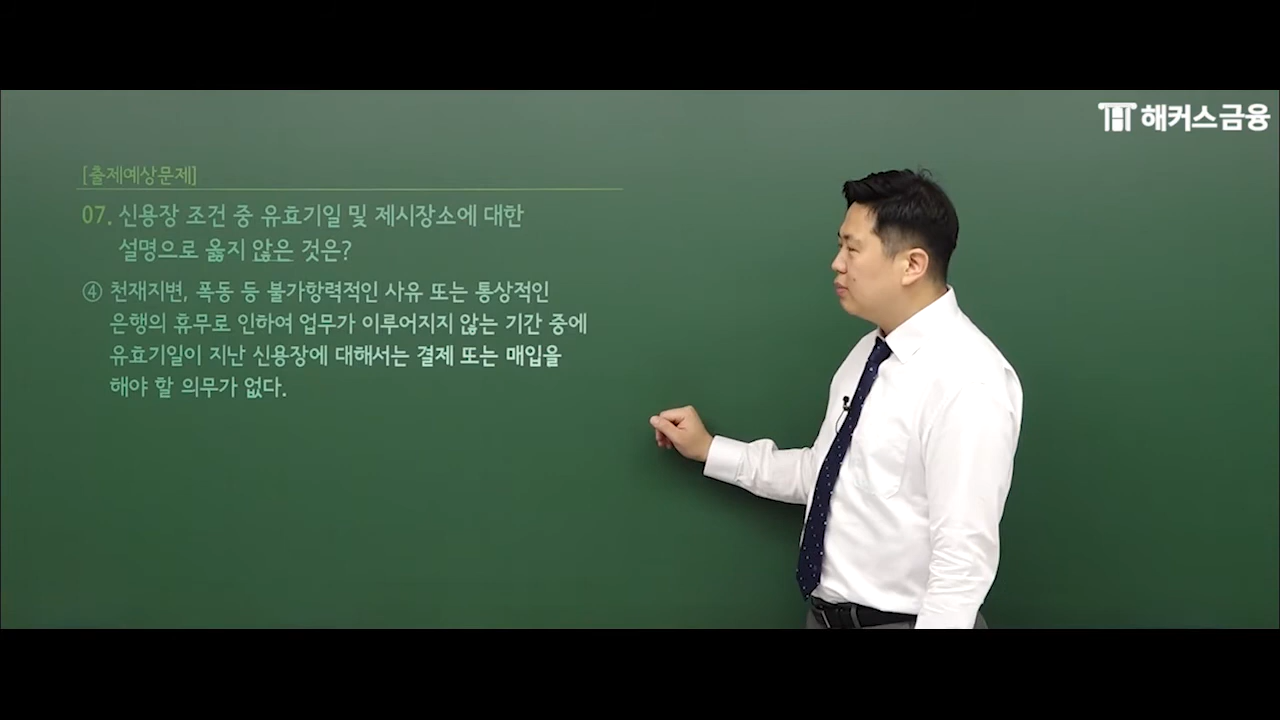 해커스금융
[출제예상문제]
07. 신용장 조건 중 유효기일 및 제시장소에 대한
설명으로 옳지 않은 것은?
④ 천재지변, 폭동 등 불가항력적인 사유 또는 통상적인
은행의 휴무로 인하여 업무가 이루어지지 않는 기간 중에
유효기일이 지난 신용장에 대해서는 결제 또는 매입을
해야 할 의무가 없다.